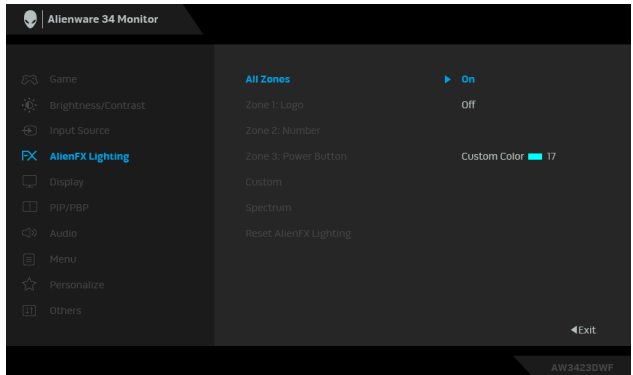 Alienware 34 Monitor
Game
Brightness/Contrast
Input Source
AlienFX Lighting
Display
PIP/PBP
Audio
Menu
Personalize
Others
All Zones
On
Zone 1: Logo
Off
Zone 2: Number
Zone 3: Power Button
Custom Color 17
Custom
Spectrum
Reset AlienFX Lighting
Exit
AW3423DWF